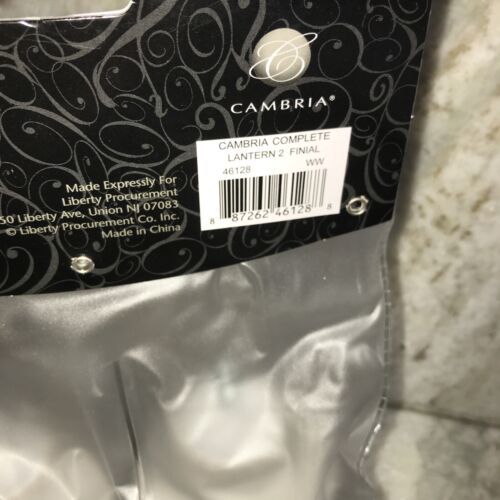 C
CAMBRIA®
CAMBRIA COMPLETE
LANTERN 2 FINIAL
46128 WW
8 87262 46128 8
Made Expressly For
Liberty Procurement
50 Liberty Ave, Union NJ 07083
© Liberty Procurement Co. Inc.
Made in China